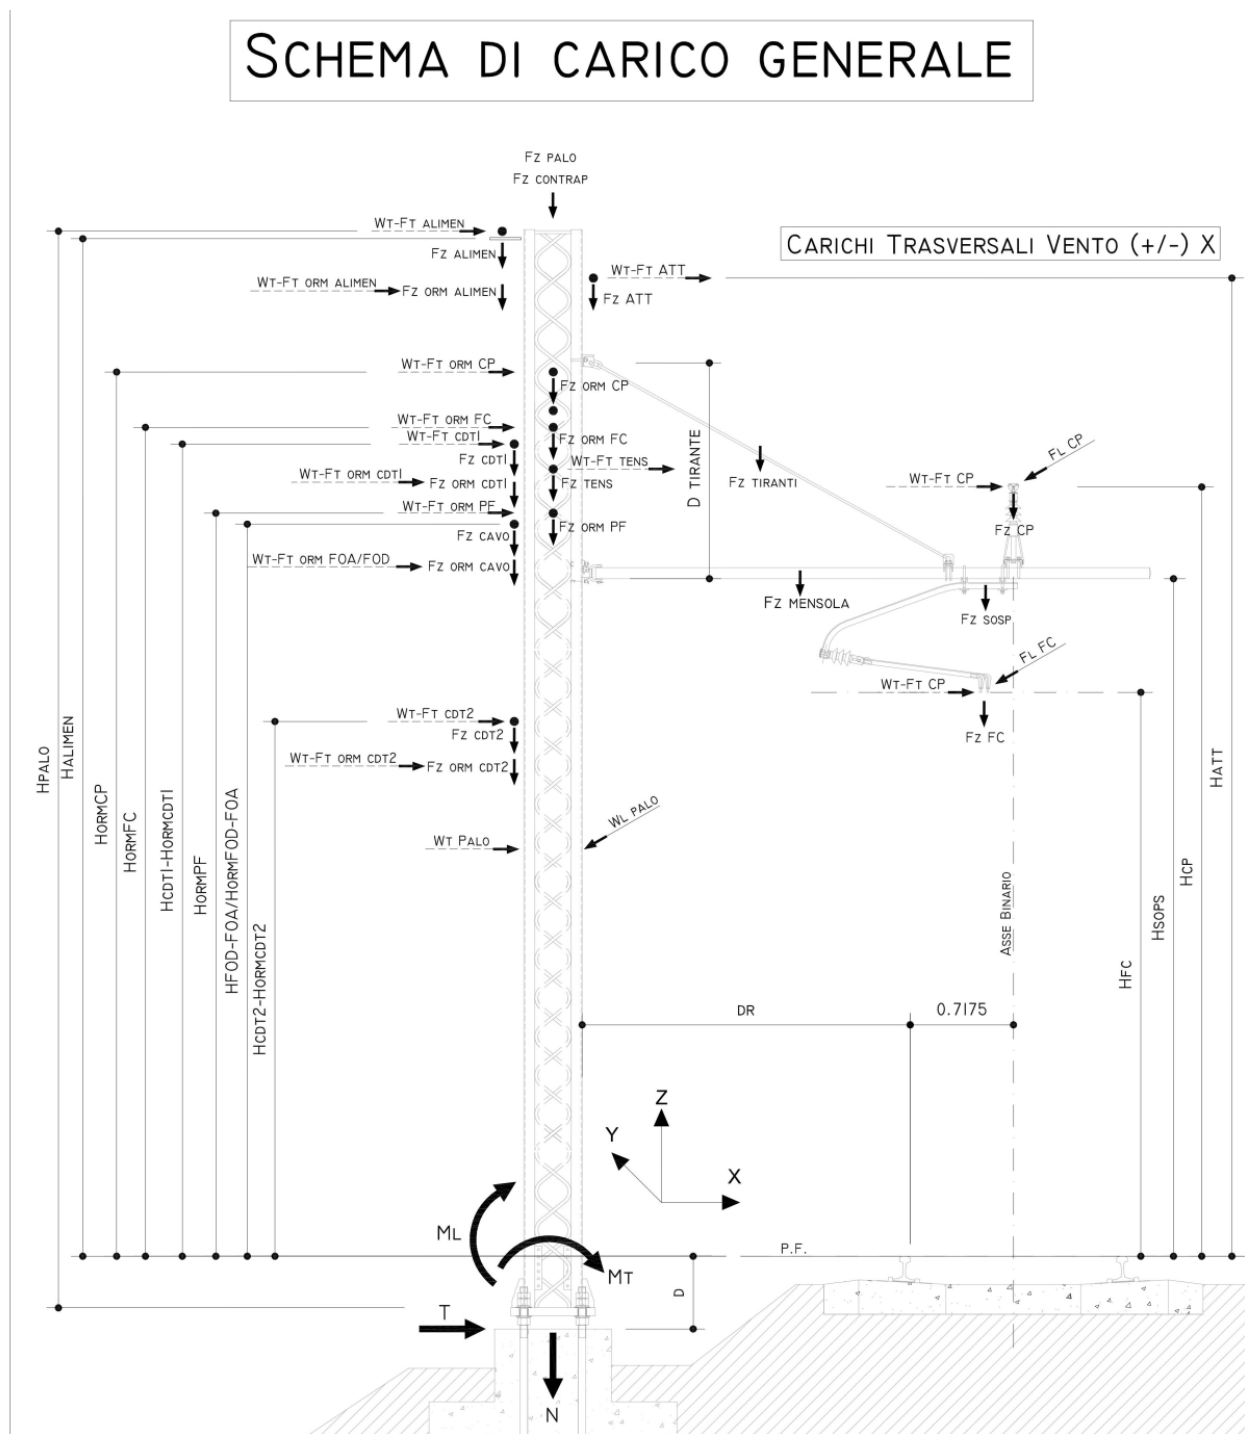 SCHEMA DI CARICO GENERALE
FZ PALO
FZ CONTRAP
WT-FT ALIMEN
FZ ALIMEN
CARICHI TRASVERSALI VENTO (+/-) X
WT-FT ATT
WT-FT ORM ALIMEN
FZ ORM ALIMEN
FZ ATT
WT-FT ORM CP
FZ ORM CP
WT-FT ORM FC
WT-FT CDT1
FZ ORM FC
FZ CDT1
WT-FT TENS
WT-FT ORM CDT1
FZ ORM CDT1
FZ TENS
D TIRANTE
FZ TIRANTI
FL CP
WT-FT CP
FZ CP
WT-FT ORM PF
FZ ORM PF
FZ CAVO
WT-FT ORM FOA/FOD
FZ ORM CAVO
FZ MENSOLA
FZ SOSP
FL FC
WT-FT CP
FZ FC
WT-FT CDT2
FZ CDT2
WT-FT ORM CDT2
FZ ORM CDT2
WL PALO
WT PALO
HPALO
HALIMEN
HORMCP
HORMFC
HCDT1-HORMCDT1
HORMPF
HFOD-FOA/HORMFOD-FOA
HCDT2-HORMCDT2
ASSE BINARIO
HFC
HSOPS
HCP
HATT
DR
0.7175
Z
Y
X
ML
MT
P.F.
D
T
N